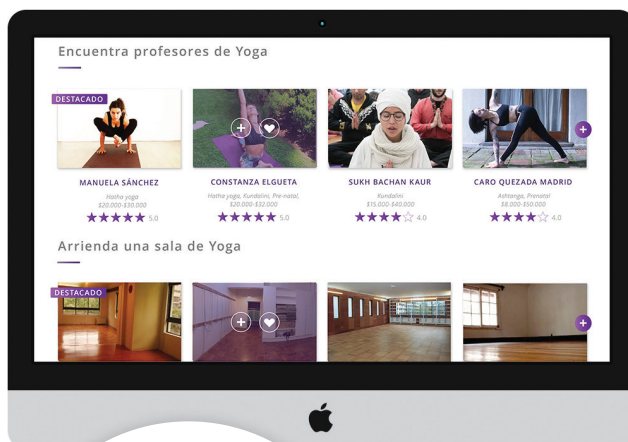 Encuentra profesores de Yoga
DESTACADO
MANUELA SÁNCHEZ
Hatha yoga
$20.000-$30.000
5.0
CONSTANZA ELGUETA
Hatha yoga, Kundalini, Pre-natal,
$20.000-$32.000
5.0
SUKH BACHAN KAUR
Kundalini
$15.000-$40.000
4.0
CARO QUEZADA MADRID
Ashtanga, Prenatal
$8.000-$50.000
4.0
Arrienda una sala de Yoga
DESTACADO